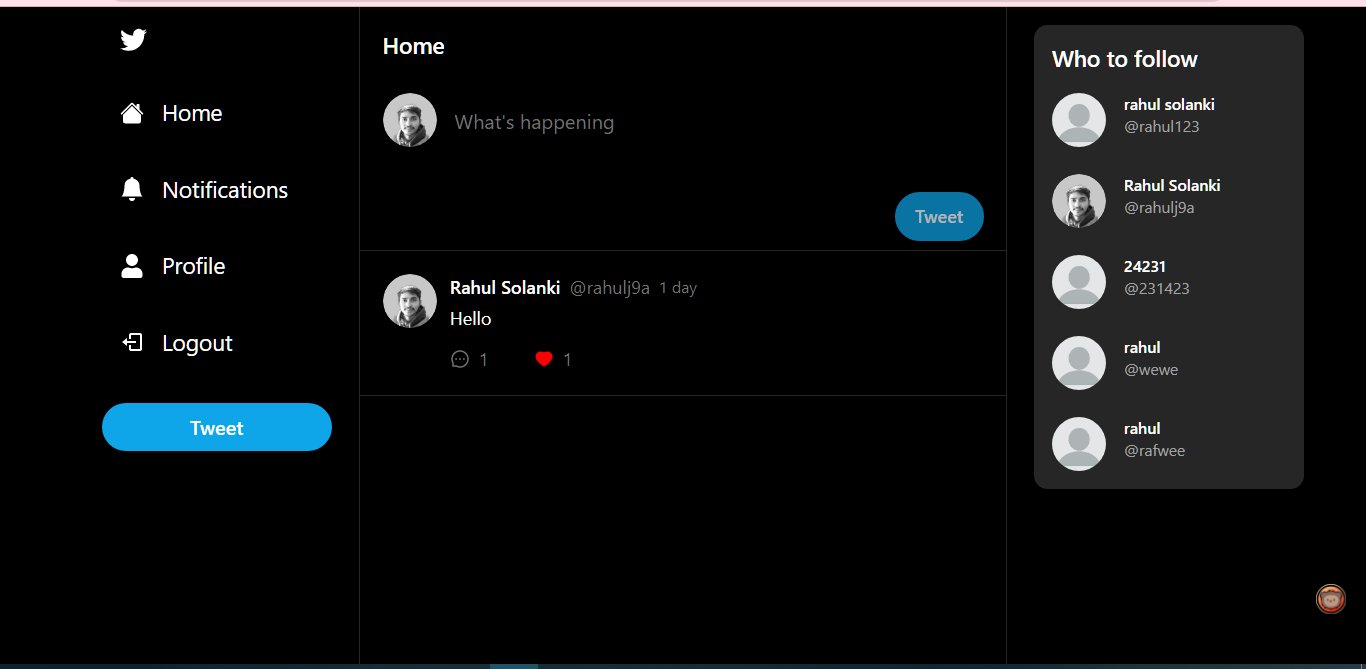 Home
Notifications
Profile
Logout
Tweet
Home
What's happening
Tweet
Rahul Solanki @rahulj9a 1 day
Hello
1 1
Who to follow
rahul solanki
@rahul123
Rahul Solanki
@rahulj9a
24231
@231423
rahul
@wewe
rahul
@rafwee